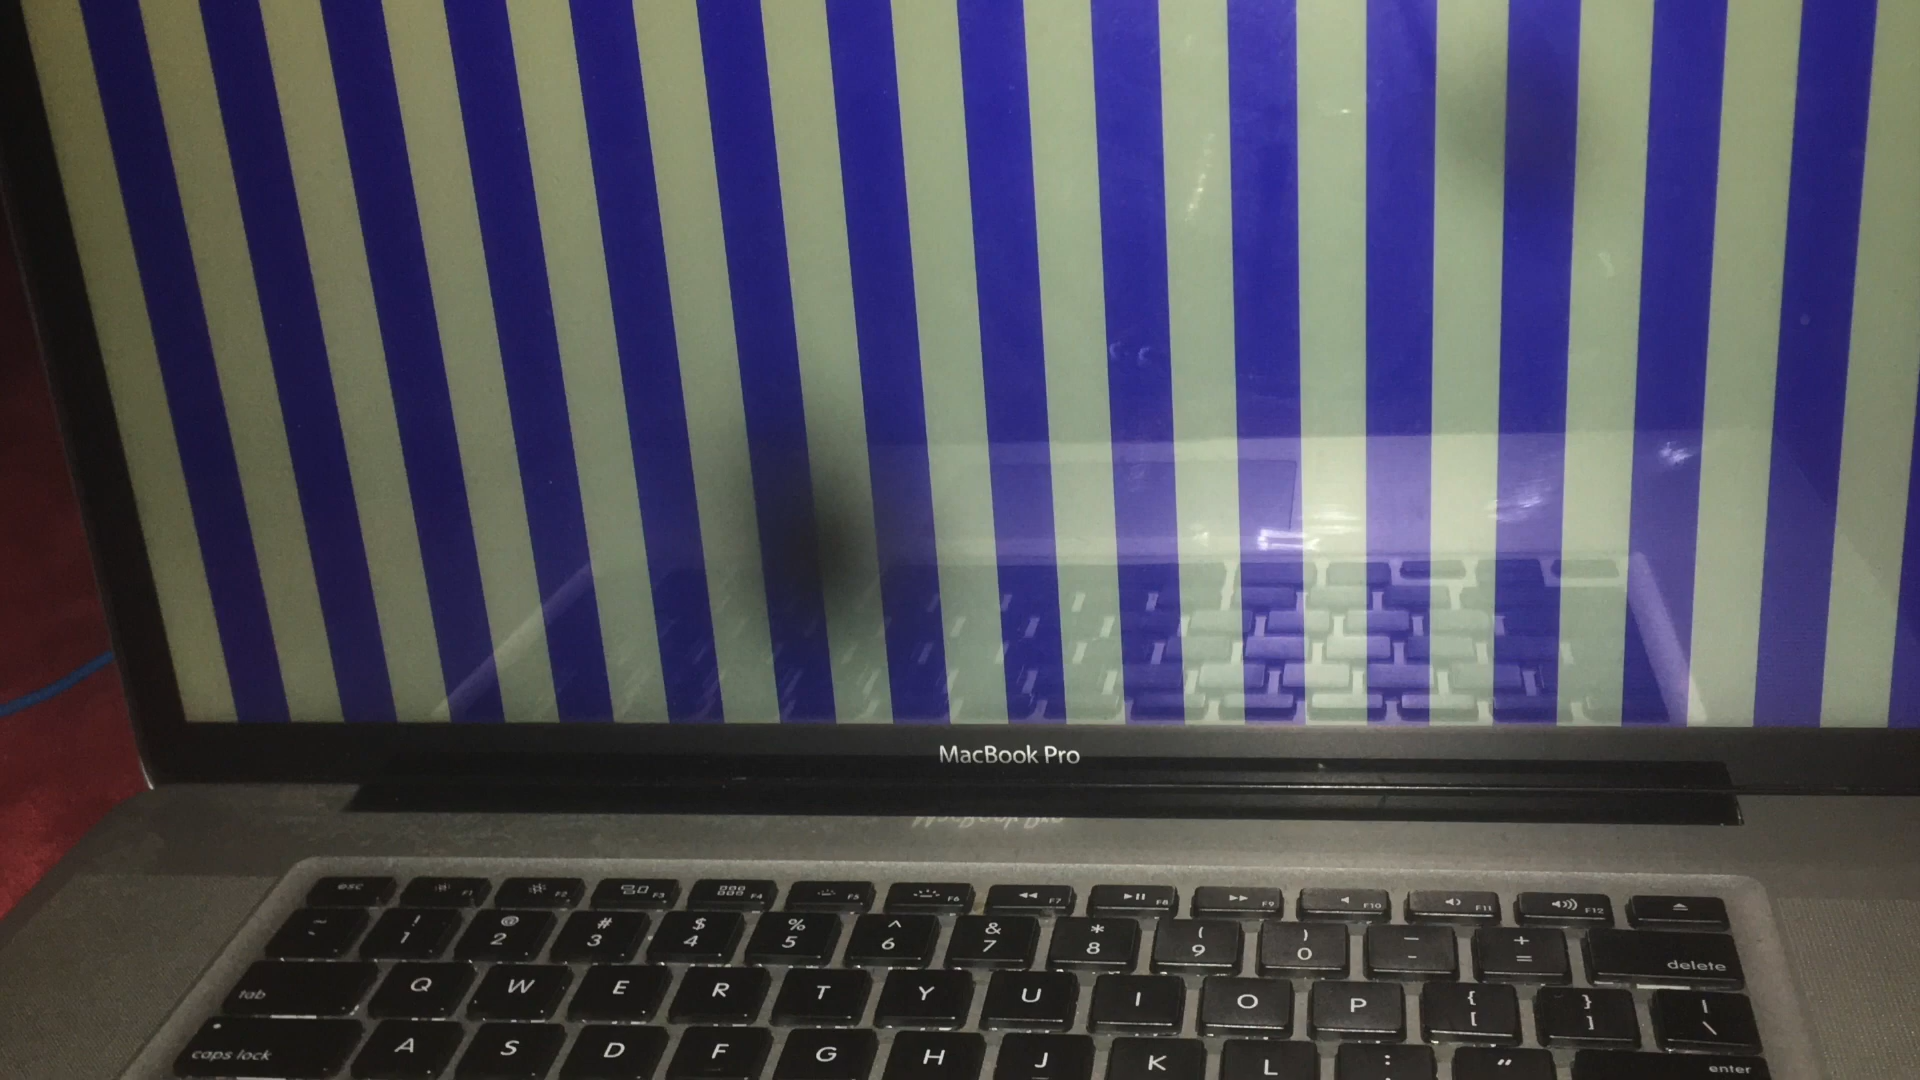 MacBook Pro
esc F1 F2 F3 F4 F5 F6 F7 F8 F9 F10 F11 F12
~ ` ! 1 @ 2 # 3 $ 4 % 5 ^ 6 & 7 * 8 ( 9 ) 0 _ - + = delete
tab Q W E R T Y U I O P { [ } ] | \
caps lock A S D F G H J K L : " enter